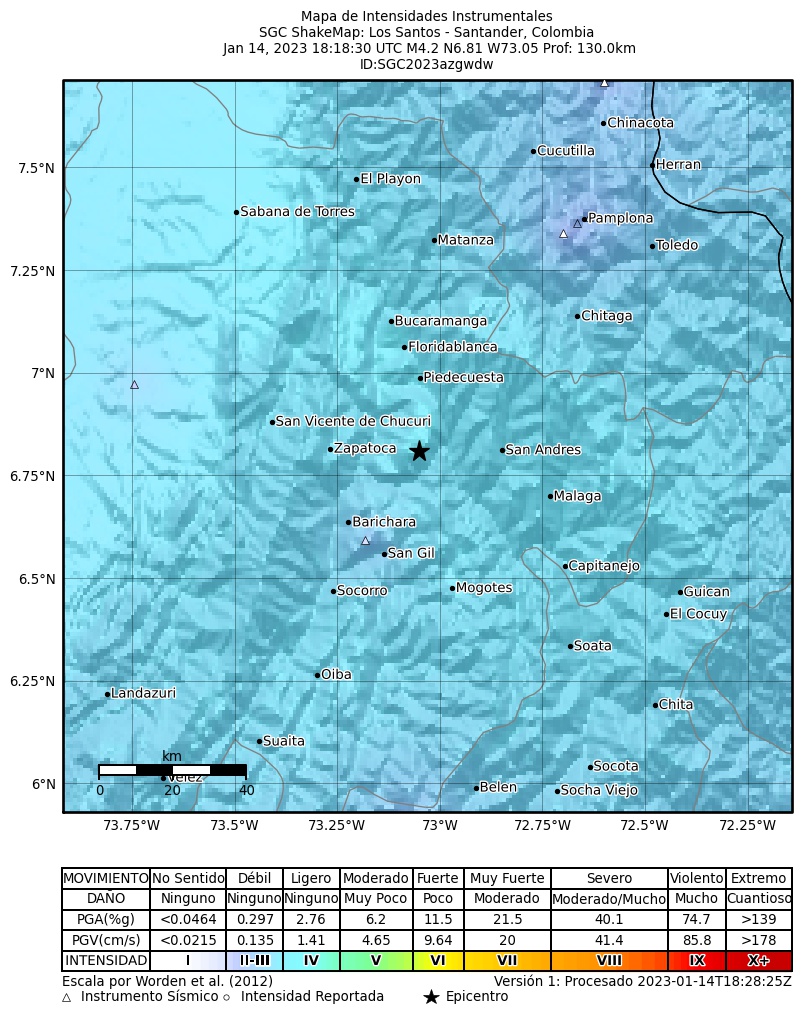 Mapa de Intensidades Instrumentales
SGC ShakeMap: Los Santos - Santander, Colombia
Jan 14, 2023 18:18:30 UTC M4.2 N6.81 W73.05 Prof: 130.0km
ID:SGC2023azgwdw
Chinacota
Cucutilla
7.5°N
Herran
El Playon
Sabana de Torres
Pamplona
Matanza
Toledo
7.25°N
Chitaga
Bucaramanga
Floridablanca
7°N
Piedecuesta
San Vicente de Chucuri
Zapatoca
San Andres
6.75°N
Malaga
Barichara
San Gil
Capitanejo
6.5°N
Socorro
Mogotes
Guican
El Cocuy
Soata
Oiba
6.25°N
Landazuri
Chita
Suaita
km
Socota
Velez
6°N
0 20 40
Belen
Socha Viejo
73.75°W 73.5°W 73.25°W 73°W 72.75°W 72.5°W 72.25°W
MOVIMIENTO No Sentido Débil Ligero Moderado Fuerte Muy Fuerte Severo Violento Extremo
DAÑO Ninguno Ninguno Ninguno Muy Poco Poco Moderado Moderado/Mucho Mucho Cuantioso
PGA(%g) <0.0464 0.297 2.76 6.2 11.5 21.5 40.1 74.7 >139
PGV(cm/s) <0.0215 0.135 1.41 4.65 9.64 20 41.4 85.8 >178
INTENSIDAD I II-III IV V VI VII VIII IX X+
Escala por Worden et al. (2012) Versión 1: Procesado 2023-01-14T18:28:25Z
△ Instrumento Sísmico ○ Intensidad Reportada ★ Epicentro